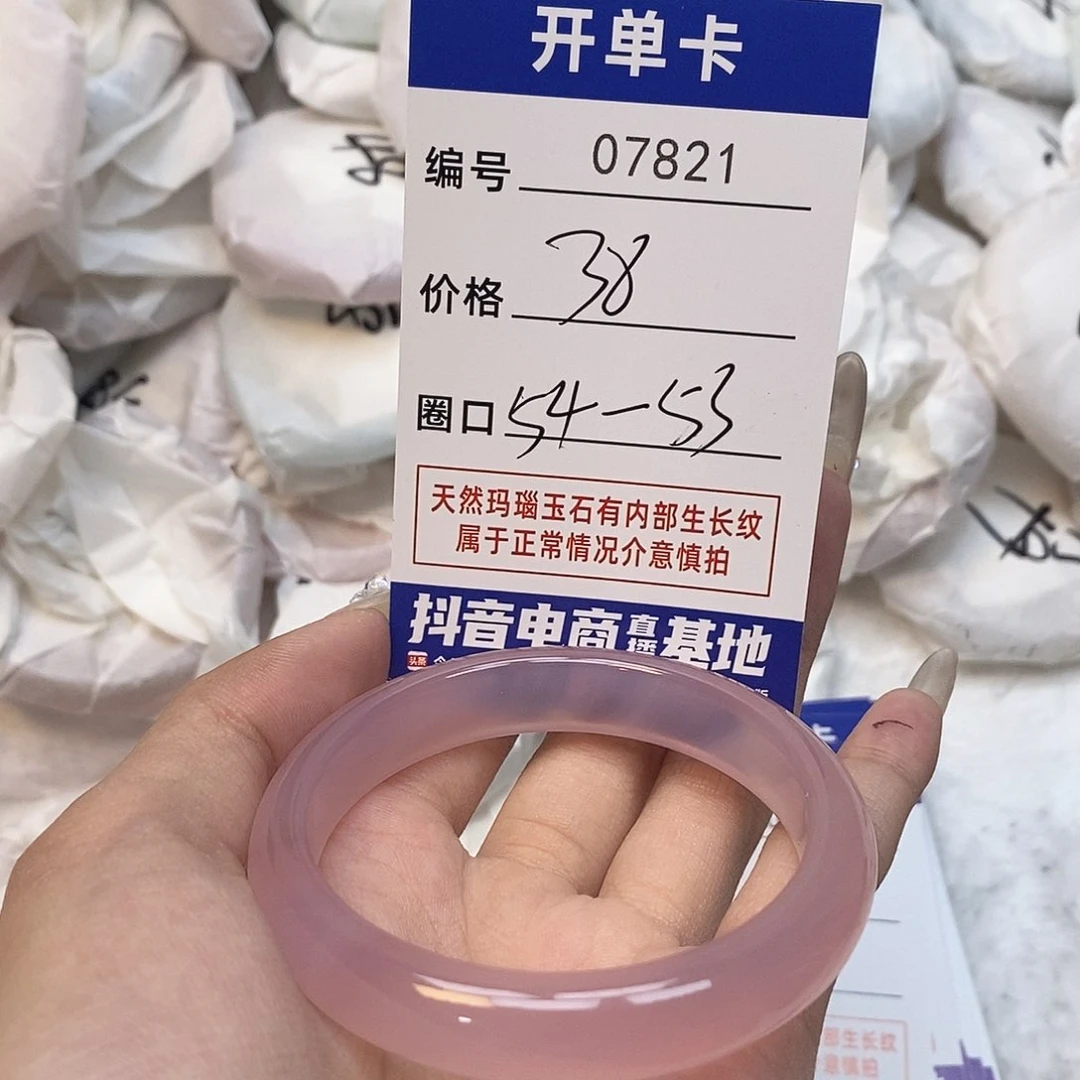 开单卡
编号 07821
价格 38
圈口 54-53
天然玛瑙玉石有内部生长纹
属于正常情况介意慎拍
抖音电商直播基地
头条